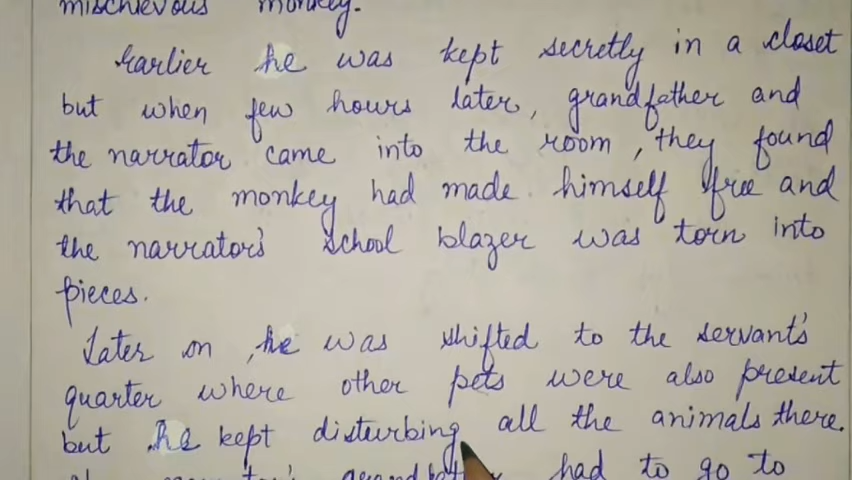 mischievous monkey.
Earlier he was kept secretly in a closet
but when few hours later, grandfather and
the narrator came into the room, they found
that the monkey had made himself free and
the narrator's school blazer was torn into
pieces.
Later on, he was shifted to the servant's
quarter where other pets were also present
but he kept disturbing all the animals there.
had to go to